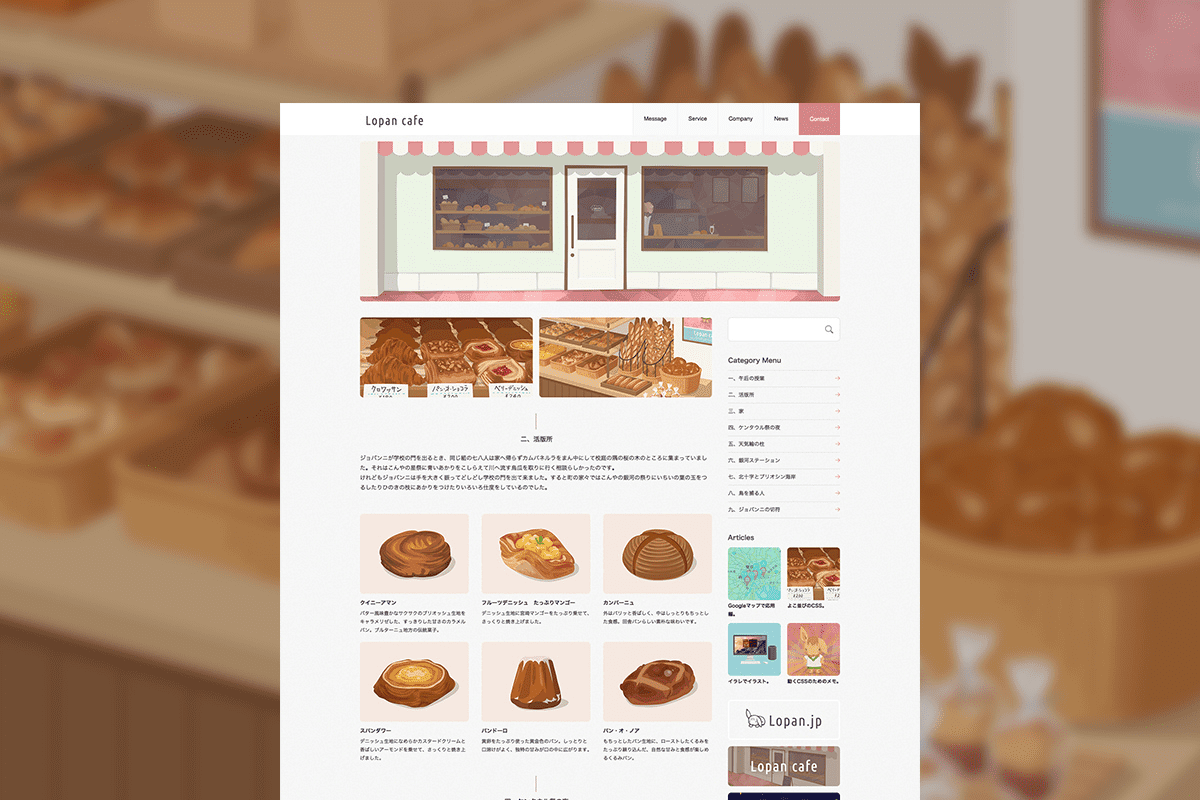 Lopan cafe
Message
Service
Company
News
Contact
クロワッサン
パン・オ・ショコラ
ベリーデニッシュ
二、活版所
ジョバンニが学校の門を出るとき、同じ組の七八人は家へ帰らずカムパネルラをまん中にして校庭の隅の桜の木のところに集まっていまし
た。それはこんやの星祭に青いあかりをこしらえて川へ流す烏瓜を取りに行く相談らしかったのです。
けれどもジョバンニは手を大きく振ってどしどし学校の門を出て来ました。すると町の家々ではこんやの銀河の祭りにいちいの葉の玉をつ
るしたりひのきの枝にあかりをつけたりいろいろ仕度をしているのでした。
クイニーアマン
バター風味豊かなサクサクのブリオッシュ生地を
キャラメリぜした、すっきりした甘さのカラメル
パン。ブルターニュ地方の伝統菓子。
フルーツデニッシュ たっぷりマンゴー
デニッシュ生地に宮崎マンゴーをたっぷり乗せて、
さっくりと焼き上げました。
カンパーニュ
外はパリッと香ばしく、中はしっとりもちっとし
た食感。田舎パンらしい素朴な味わいです。
スパンダワー
デニッシュ生地になめらかカスタードクリームと
香ばしいアーモンドを乗せて、さっくりと焼き上
げました。
パンドーロ
黄卵をたっぷり使った黄金色のパン。しっとりと
口溶けがよく、独特の甘みが口の中に広がります。
パン・オ・ノア
もちっとしたパン生地に、ローストしたくるみを
たっぷり練り込んだ、自然な甘みと食感が楽しめ
るくるみパン。
Category Menu
一、午后の授業
二、活版所
三、家
四、ケンタウル祭の夜
五、天気輪の柱
六、銀河ステーション
七、北十字とプリオシン海岸
八、鳥を捕る人
九、ジョバンニの切符
Articles
Googleマップで応用
編。
よこ並びのCSS。
イラレでイラスト。
動くCSSのためのメモ。
Lopan.jp
Lopan cafe